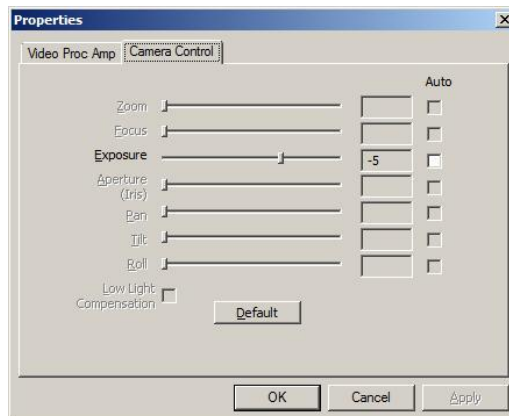 Properties
Video Proc Amp Camera Control
Auto
Zoom
Focus
Exposure -5
Aperture
(Iris)
Pan
Tilt
Roll
Low Light
Compensation
Default
OK Cancel Apply